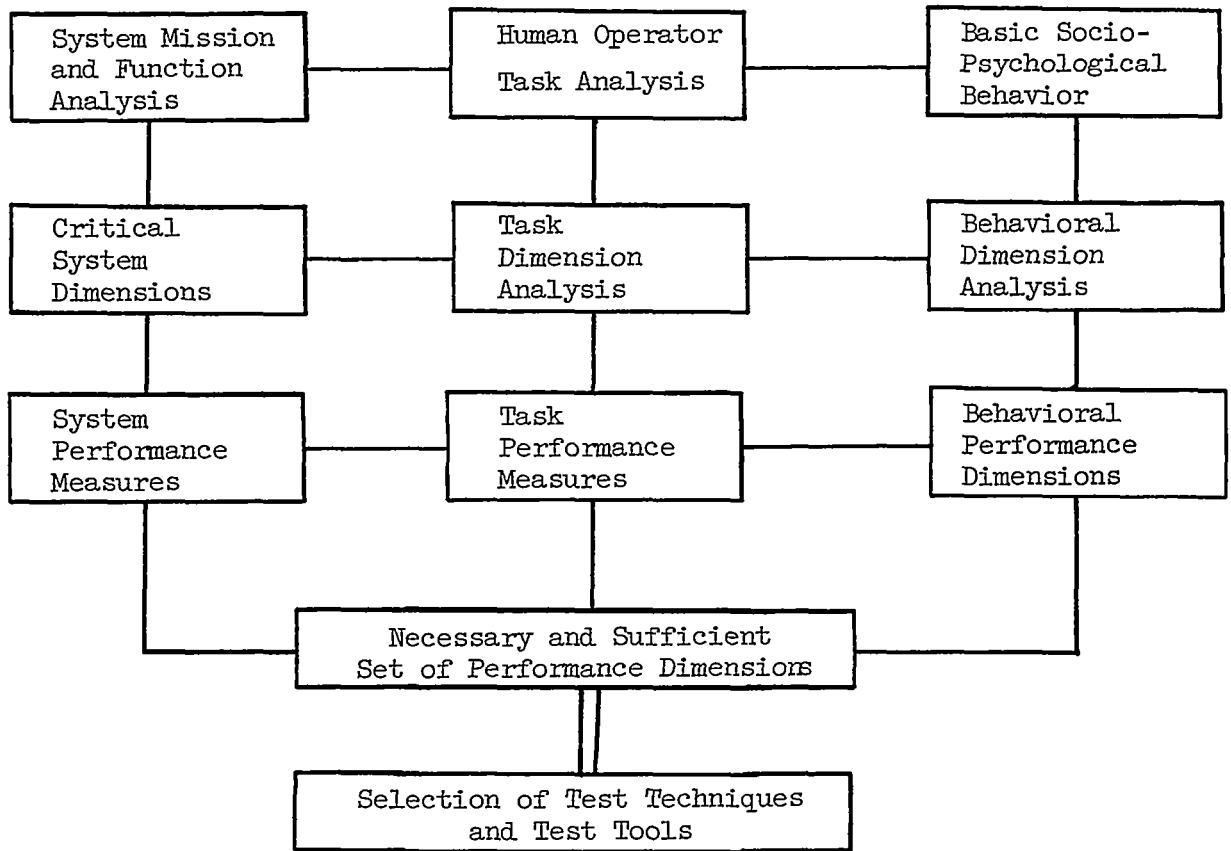 System Mission
and Function
Analysis
Human Operator
Task Analysis
Basic Socio-
Psychological
Behavior
Critical
System
Dimensions
Task
Dimension
Analysis
Behavioral
Dimension
Analysis
System
Performance
Measures
Task
Performance
Measures
Behavioral
Performance
Dimensions
Necessary and Sufficient
Set of Performance Dimensions
Selection of Test Techniques
and Test Tools